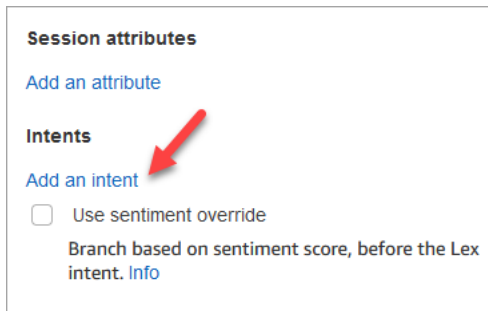 Session attributes
Add an attribute
Intents
Add an intent
Use sentiment override
Branch based on sentiment score, before the Lex
intent. Info